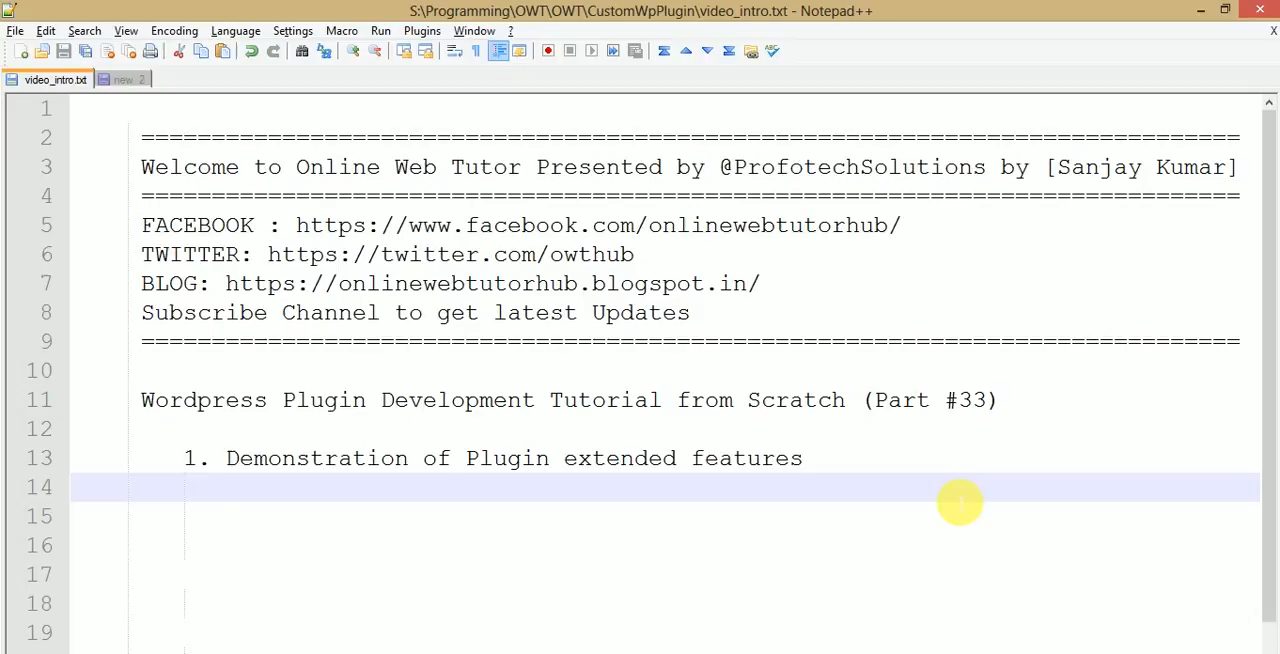 S:\Programming\OWT\OWT\CustomWpPlugin\video_intro.txt - Notepad++
File Edit Search View Encoding Language Settings Macro Run Plugins Window ? X
video_intro.txt new 2
1
2 ==============================================================================
3 Welcome to Online Web Tutor Presented by @ProfotechSolutions by [Sanjay Kumar]
4 ==============================================================================
5 FACEBOOK : https://www.facebook.com/onlinewebtutorhub/
6 TWITTER: https://twitter.com/owthub
7 BLOG: https://onlinewebtutorhub.blogspot.in/
8 Subscribe Channel to get latest Updates
9 ==============================================================================
10
11 Wordpress Plugin Development Tutorial from Scratch (Part #33)
12
13 1. Demonstration of Plugin extended features
14
15
16
17
18
19